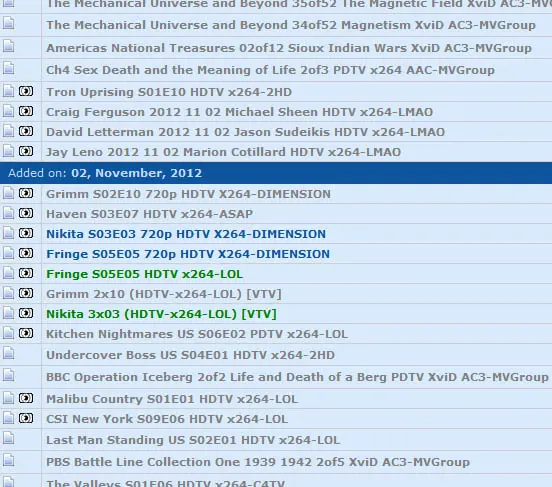 The Mechanical Universe and Beyond 35of52 The Magnetic Field XviD AC3-MVG
The Mechanical Universe and Beyond 34of52 Magnetism XviD AC3-MVGroup
Americas National Treasures 02of12 Sioux Indian Wars XviD AC3-MVGroup
Ch4 Sex Death and the Meaning of Life 2of3 PDTV x264 AAC-MVGroup
Tron Uprising S01E10 HDTV x264-2HD
Craig Ferguson 2012 11 02 Michael Sheen HDTV x264-LMAO
David Letterman 2012 11 02 Jason Sudeikis HDTV x264-LMAO
Jay Leno 2012 11 02 Marion Cotillard HDTV x264-LMAO
Added on: 02, November, 2012
Grimm S02E10 720p HDTV X264-DIMENSION
Haven S03E07 HDTV x264-ASAP
Nikita S03E03 720p HDTV X264-DIMENSION
Fringe S05E05 720p HDTV X264-DIMENSION
Fringe S05E05 HDTV x264-LOL
Grimm 2x10 (HDTV-x264-LOL) [VTV]
Nikita 3x03 (HDTV-x264-LOL) [VTV]
Kitchen Nightmares US S06E02 PDTV x264-LOL
Undercover Boss US S04E01 HDTV x264-2HD
BBC Operation Iceberg 2of2 Life and Death of a Berg PDTV XviD AC3-MVGroup
Malibu Country S01E01 HDTV x264-LOL
CSI New York S09E06 HDTV x264-LOL
Last Man Standing US S02E01 HDTV x264-LOL
PBS Battle Line Collection One 1939 1942 2of5 XviD AC3-MVGroup
The Valleys S01E06 HDTV x264-C4TV